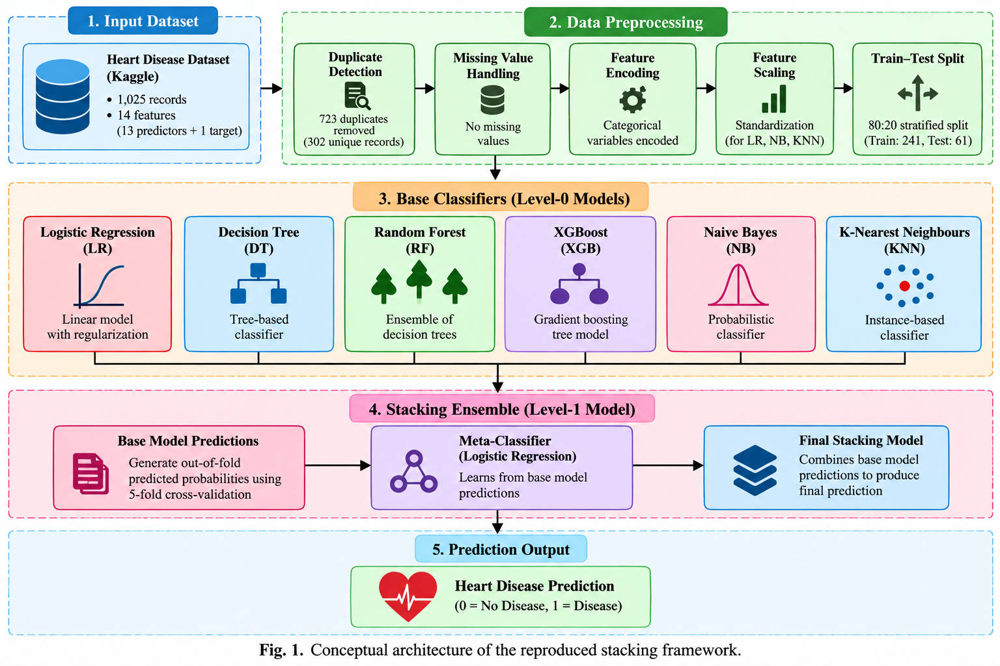 1. Input Dataset
Heart Disease Dataset
(Kaggle)
• 1,025 records
• 14 features
(13 predictors + 1 target)
2. Data Preprocessing
Duplicate
Detection
723 duplicates
removed
(302 unique records)
Missing Value
Handling
No missing
values
Feature
Encoding
Categorical
variables encoded
Feature
Scaling
Standardization
(for LR, NB, KNN)
Train–Test Split
80:20 stratified split
(Train: 241, Test: 61)
3. Base Classifiers (Level-0 Models)
Logistic Regression
(LR)
Linear model
with regularization
Decision Tree
(DT)
Tree-based
classifier
Random Forest
(RF)
Ensemble of
decision trees
XGBoost
(XGB)
Gradient boosting
tree model
Naive Bayes
(NB)
Probabilistic
classifier
K-Nearest Neighbours
(KNN)
Instance-based
classifier
4. Stacking Ensemble (Level-1 Model)
Base Model Predictions
Generate out-of-fold
predicted probabilities using
5-fold cross-validation
Meta-Classifier
(Logistic Regression)
Learns from base model
predictions
Final Stacking Model
Combines base model
predictions to produce
final prediction
5. Prediction Output
Heart Disease Prediction
(0 = No Disease, 1 = Disease)
Fig. 1. Conceptual architecture of the reproduced stacking framework.